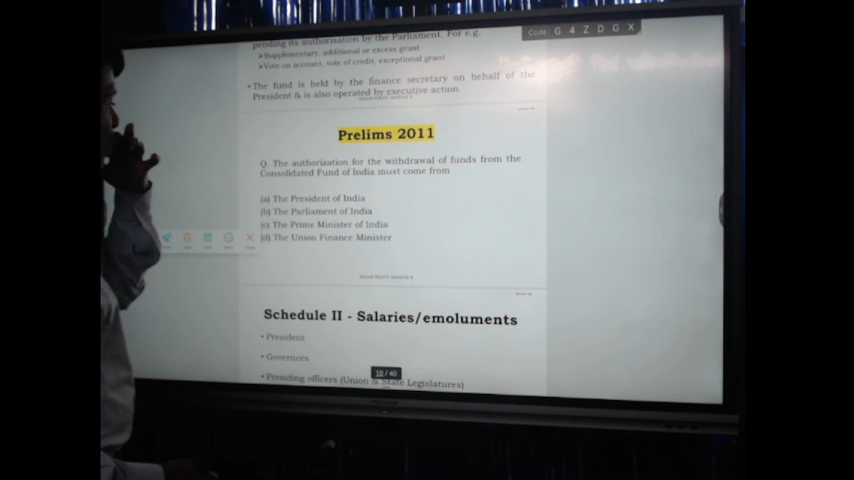 pending its authorisation by the Parliament. For e.g.
Code G 4 Z D G X
➢Supplementary, additional or excess grant
➢Vote on account, vote of credit, exceptional grant
• The fund is held by the finance secretary on behalf of the
President & is also operated by executive action.
Prelims 2011
Q. The authorization for the withdrawal of funds from the
Consolidated Fund of India must come from
(a) The President of India
(b) The Parliament of India
(c) The Prime Minister of India
(d) The Union Finance Minister
Schedule II - Salaries/emoluments
• President
• Governors
• Presiding officers (Union & State Legislatures)
10 / 40